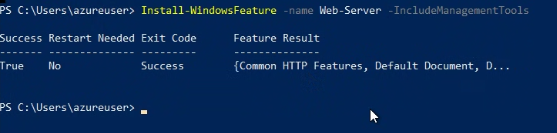 PS C:\Users\azureuser> Install-WindowsFeature -name Web-Server -IncludeManagementTools
Success Restart Needed Exit Code      Feature Result
------- -------------- ---------      --------------
True    No             Success        {Common HTTP Features, Default Document, D...
PS C:\Users\azureuser>